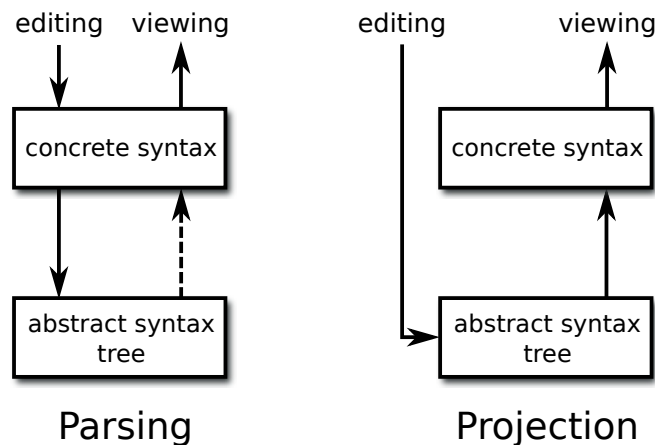 editing viewing
concrete syntax
abstract syntax
tree
Parsing
editing viewing
concrete syntax
abstract syntax
tree
Projection